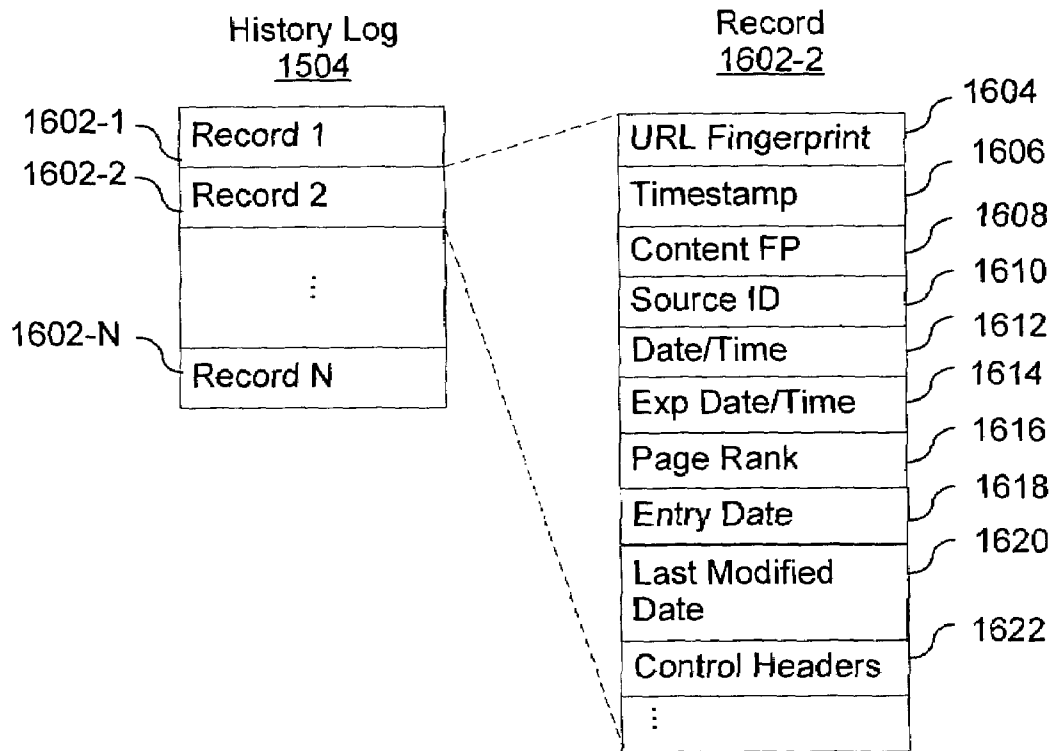 History Log
1504
1602-1
Record 1
1602-2
Record 2
⋮
1602-N
Record N
Record
1602-2
1604
URL Fingerprint
1606
Timestamp
1608
Content FP
1610
Source ID
1612
Date/Time
1614
Exp Date/Time
1616
Page Rank
1618
Entry Date
1620
Last Modified
Date
1622
Control Headers
⋮